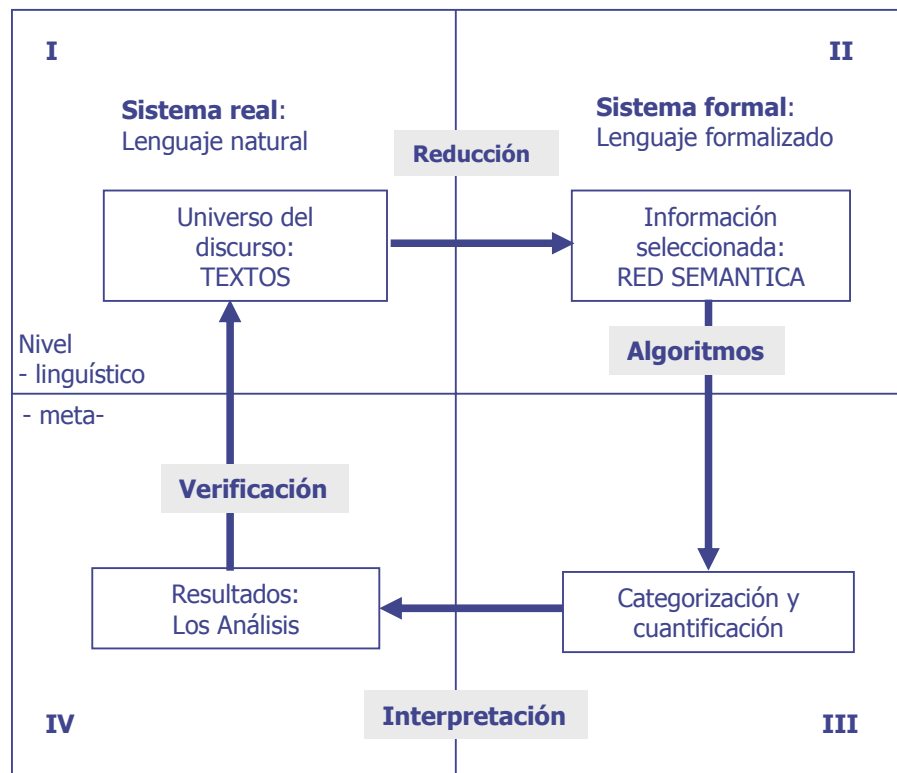 I
II
Sistema real:
Lenguaje natural
Sistema formal:
Lenguaje formalizado
Reducción
Universo del
discurso:
TEXTOS
Información
seleccionada:
RED SEMANTICA
Nivel
- linguístico
Algoritmos
- meta-
Verificación
Resultados:
Los Análisis
Categorización y
cuantificación
Interpretación
IV
III